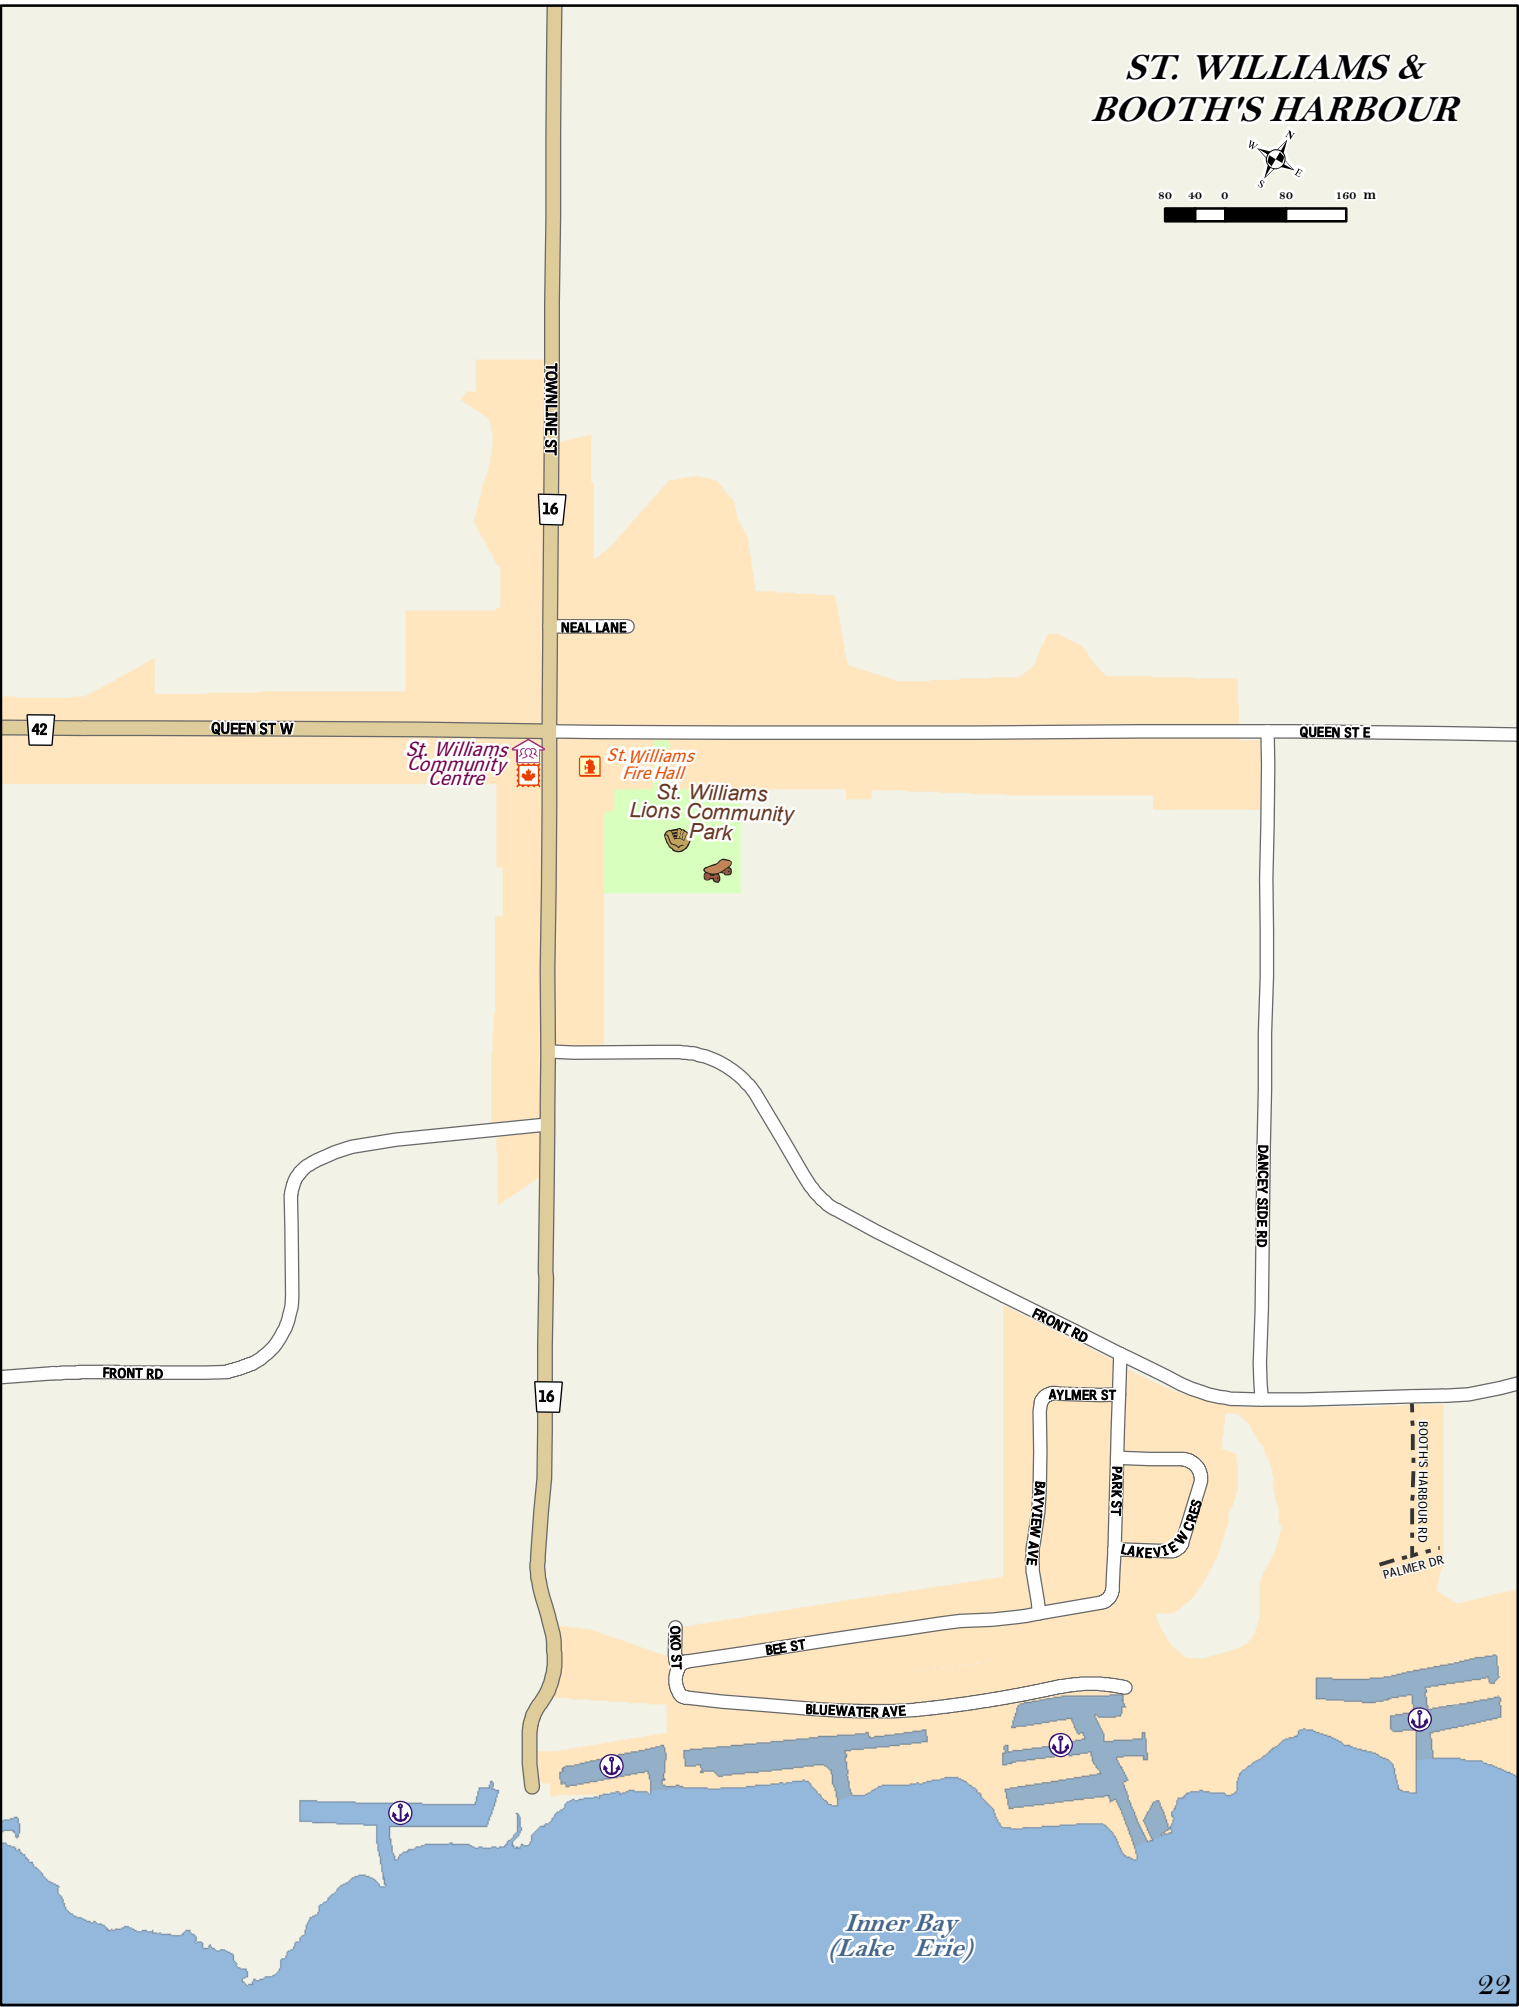 ST. WILLIAMS &
BOOTH'S HARBOUR
N
W
E
S
80 40 0 80 160 m
TOWNLINE ST
16
NEAL LANE
42
QUEEN ST W
QUEEN ST E
St. Williams
Community
Centre
St. Williams
Fire Hall
St. Williams
Lions Community
Park
DANCEY SIDE RD
FRONT RD
FRONT RD
16
AYLMER ST
BAYVIEW AVE
PARK ST
LAKEVIEW CRES
BOOTH'S HARBOUR RD
PALMER DR
OKO ST
BEE ST
BLUEWATER AVE
Inner Bay
(Lake Erie)
22